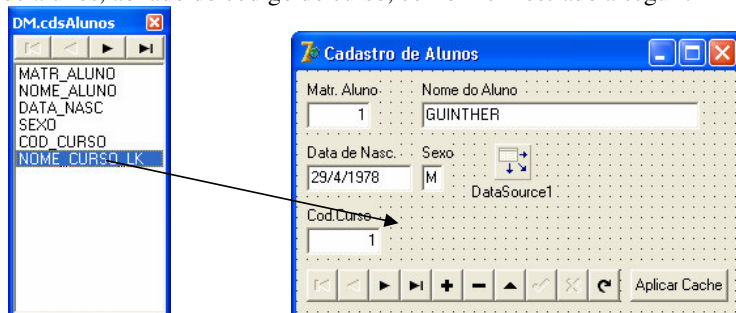 DM.cdsAlunos
MATR_ALUNO
NOME_ALUNO
DATA_NASC
SEXO
COD_CURSO
NOME_CURSO_LK
Cadastro de Alunos
Matr. Aluno Nome do Aluno
1 GUINTHER
Data de Nasc. Sexo
29/4/1978 M
DataSource1
Cod.Curso
1
Aplicar Cache